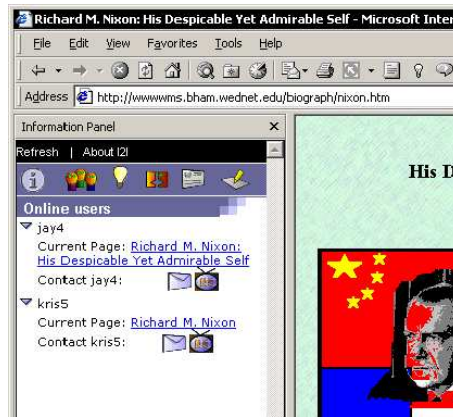 Richard M. Nixon: His Despicable Yet Admirable Self - Microsoft Inter
File Edit View Favorites Tools Help
Address http://wwwwms.bham.wednet.edu/biograph/nixon.htm
Information Panel
Refresh | About I2I
Online users
jay4
Current Page: Richard M. Nixon:
His Despicable Yet Admirable Self
Contact jay4:
kris5
Current Page: Richard M. Nixon
Contact kris5:
His D